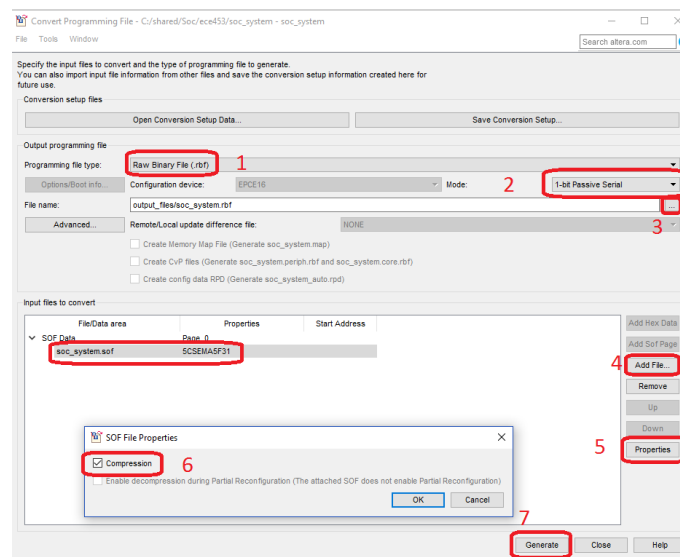 Convert Programming File - C:/shared/Soc/ece453/soc_system - soc_system
File Tools Window
Search altera.com
Specify the input files to convert and the type of programming file to generate.
You can also import input file information from other files and save the conversion setup information created here for
future use.
Conversion setup files
Open Conversion Setup Data... Save Conversion Setup...
Output programming file
Programming file type: Raw Binary File (.rbf) 1
Options/Boot info... Configuration device: EPCE16 Mode: 2 1-bit Passive Serial
File name: output_files/soc_system.rbf ...
Advanced... Remote/Local update difference file: NONE 3
Create Memory Map File (Generate soc_system.map)
Create CvP files (Generate soc_system.periph.rbf and soc_system.core.rbf)
Create config data RPD (Generate soc_system_auto.rpd)
Input files to convert
File/Data area Properties Start Address
Add Hex Data
SOF Data Page_0
Add Sof Page
soc_system.sof 5CSEMA5F31
4 Add File...
Remove
Up
Down
5 Properties
SOF File Properties
Compression 6
Enable decompression during Partial Reconfiguration (The attached SOF does not enable Partial Reconfiguration)
OK Cancel
7
Generate Close Help